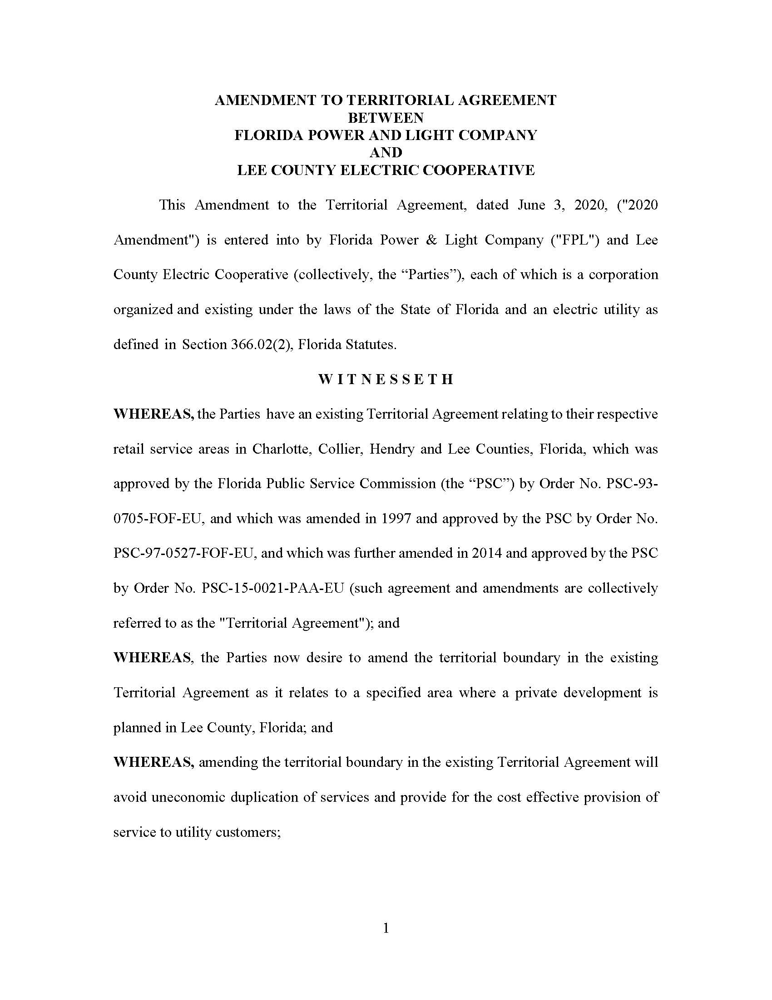 AMENDMENT TO TERRITORIAL AGREEMENT
BETWEEN
FLORIDA POWER AND LIGHT COMPANY
AND
LEE COUNTY ELECTRIC COOPERATIVE
This Amendment to the Territorial Agreement, dated June 3, 2020, ("2020
Amendment") is entered into by Florida Power & Light Company ("FPL") and Lee
County Electric Cooperative (collectively, the “Parties”), each of which is a corporation
organized and existing under the laws of the State of Florida and an electric utility as
defined in Section 366.02(2), Florida Statutes.
W I T N E S S E T H
WHEREAS, the Parties have an existing Territorial Agreement relating to their respective
retail service areas in Charlotte, Collier, Hendry and Lee Counties, Florida, which was
approved by the Florida Public Service Commission (the “PSC”) by Order No. PSC-93-
0705-FOF-EU, and which was amended in 1997 and approved by the PSC by Order No.
PSC-97-0527-FOF-EU, and which was further amended in 2014 and approved by the PSC
by Order No. PSC-15-0021-PAA-EU (such agreement and amendments are collectively
referred to as the "Territorial Agreement"); and
WHEREAS, the Parties now desire to amend the territorial boundary in the existing
Territorial Agreement as it relates to a specified area where a private development is
planned in Lee County, Florida; and
WHEREAS, amending the territorial boundary in the existing Territorial Agreement will
avoid uneconomic duplication of services and provide for the cost effective provision of
service to utility customers;
1